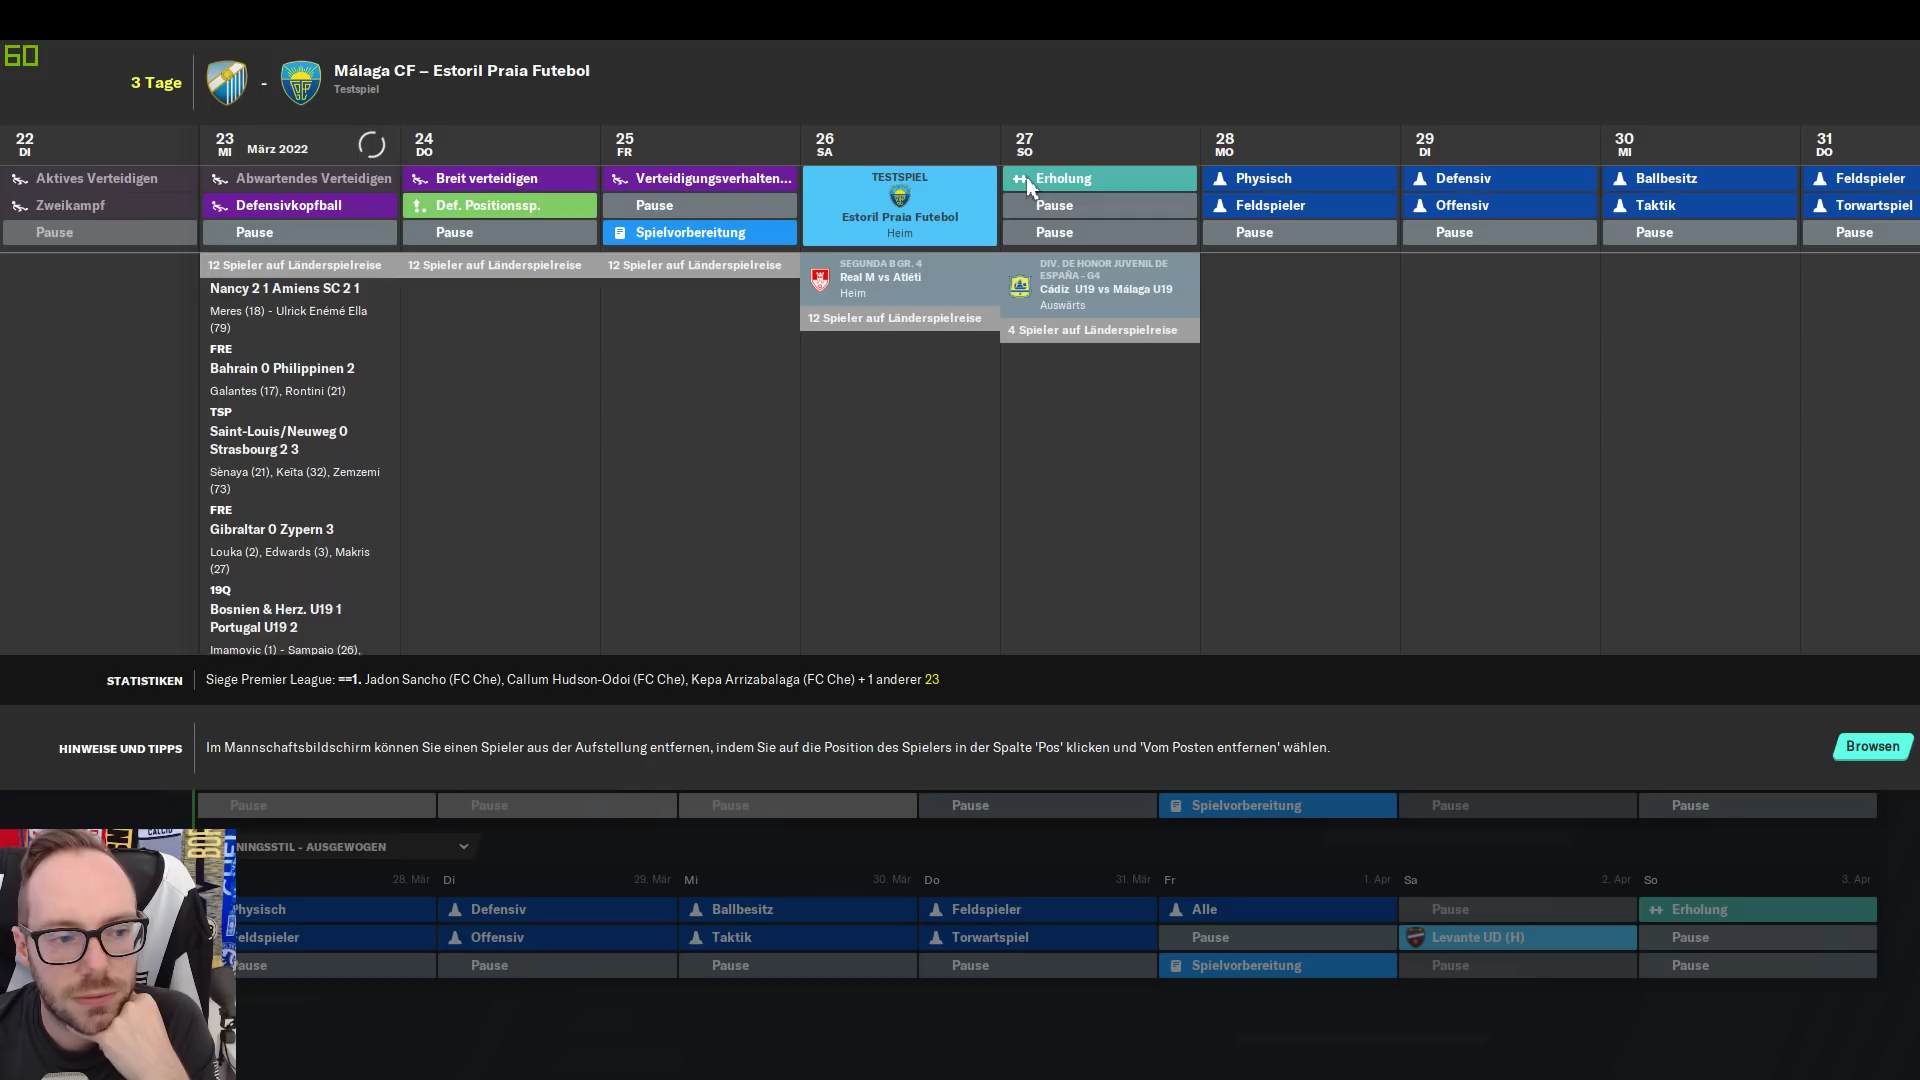 60
3 Tage
-
Málaga CF – Estoril Praia Futebol
Testspiel
22
DI
23
MI
März 2022
24
DO
25
FR
26
SA
27
SO
28
MO
29
DI
30
MI
31
DO
Aktives Verteidigen
Zweikampf
Pause
Abwartendes Verteidigen
Defensivkopfball
Pause
Breit verteidigen
Def. Positionssp.
Pause
Verteidigungsverhalten...
Pause
Spielvorbereitung
TESTSPIEL
Estoril Praia Futebol
Heim
Erholung
Pause
Pause
Physisch
Feldspieler
Pause
Defensiv
Offensiv
Pause
Ballbesitz
Taktik
Pause
Feldspieler
Torwartspiel
Pause
12 Spieler auf Länderspielreise
12 Spieler auf Länderspielreise
12 Spieler auf Länderspielreise
SEGUNDA B GR. 4
Real M vs Atléti
Heim
12 Spieler auf Länderspielreise
DIV. DE HONOR JUVENIL DE
ESPAÑA - G4
Cádiz U19 vs Málaga U19
Auswärts
4 Spieler auf Länderspielreise
Nancy 2 1 Amiens SC 2 1
Meres (18) - Ulrick Enémé Ella
(79)
FRE
Bahrain 0 Philippinen 2
Galantes (17), Rontini (21)
TSP
Saint-Louis/Neuweg 0
Strasbourg 2 3
Sènaya (21), Keïta (32), Zemzemi
(73)
FRE
Gibraltar 0 Zypern 3
Louka (2), Edwards (3), Makris
(27)
19Q
Bosnien & Herz. U19 1
Portugal U19 2
Imamovic (1) - Sampaio (26),
STATISTIKEN
Siege Premier League: ==1. Jadon Sancho (FC Che), Callum Hudson-Odoi (FC Che), Kepa Arrizabalaga (FC Che) + 1 anderer 23
HINWEISE UND TIPPS
Im Mannschaftsbildschirm können Sie einen Spieler aus der Aufstellung entfernen, indem Sie auf die Position des Spielers in der Spalte 'Pos' klicken und 'Vom Posten entfernen' wählen.
Browsen
Pause
Pause
Pause
Pause
Spielvorbereitung
Pause
Pause
NINGSSTIL - AUSGEWOGEN
28. Mär
Di
29. Mär
Mi
30. Mär
Do
31. Mär
Fr
1. Apr
Sa
2. Apr
So
3. Apr
Physisch
Defensiv
Ballbesitz
Feldspieler
Alle
Pause
Erholung
eldspieler
Offensiv
Taktik
Torwartspiel
Pause
Levante UD (H)
Pause
ause
Pause
Pause
Pause
Spielvorbereitung
Pause
Pause